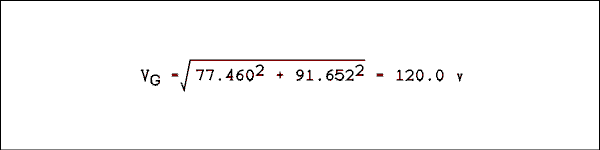 V_G = √(77.460² + 91.652²) = 120.0 v